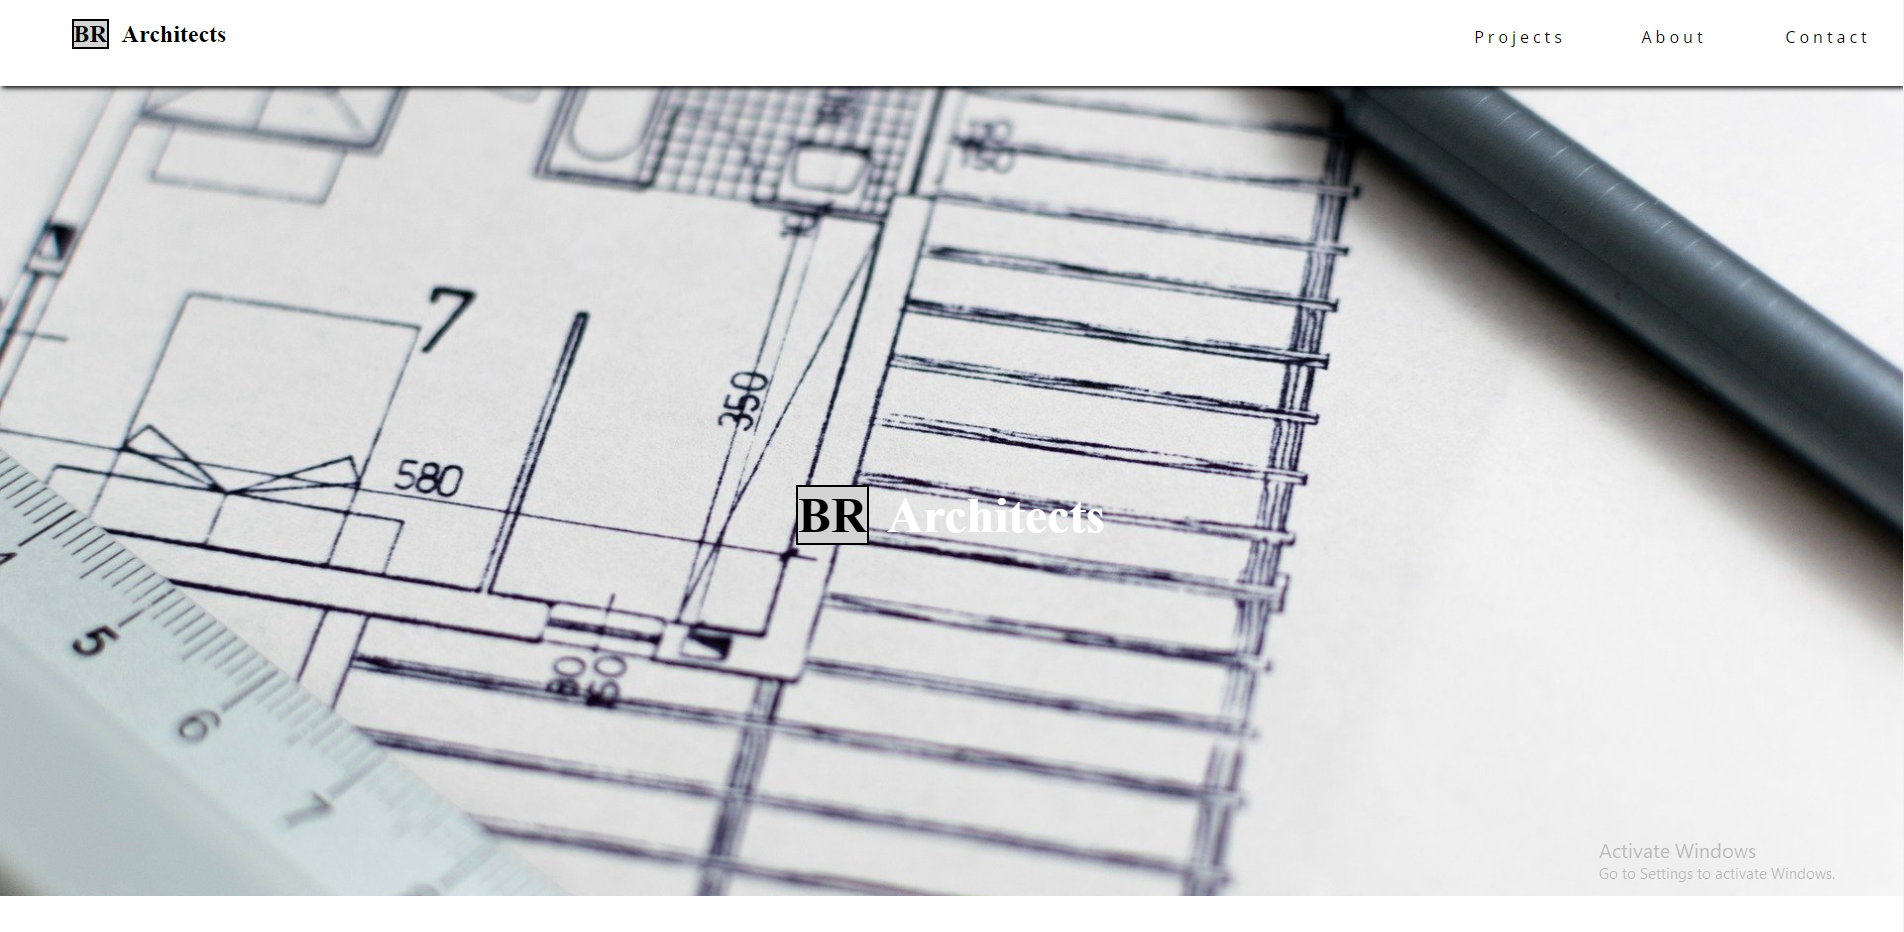 BR Architects
Projects About Contact
7
350
580
BR Architects
5
6
7
Activate Windows
Go to Settings to activate Windows.